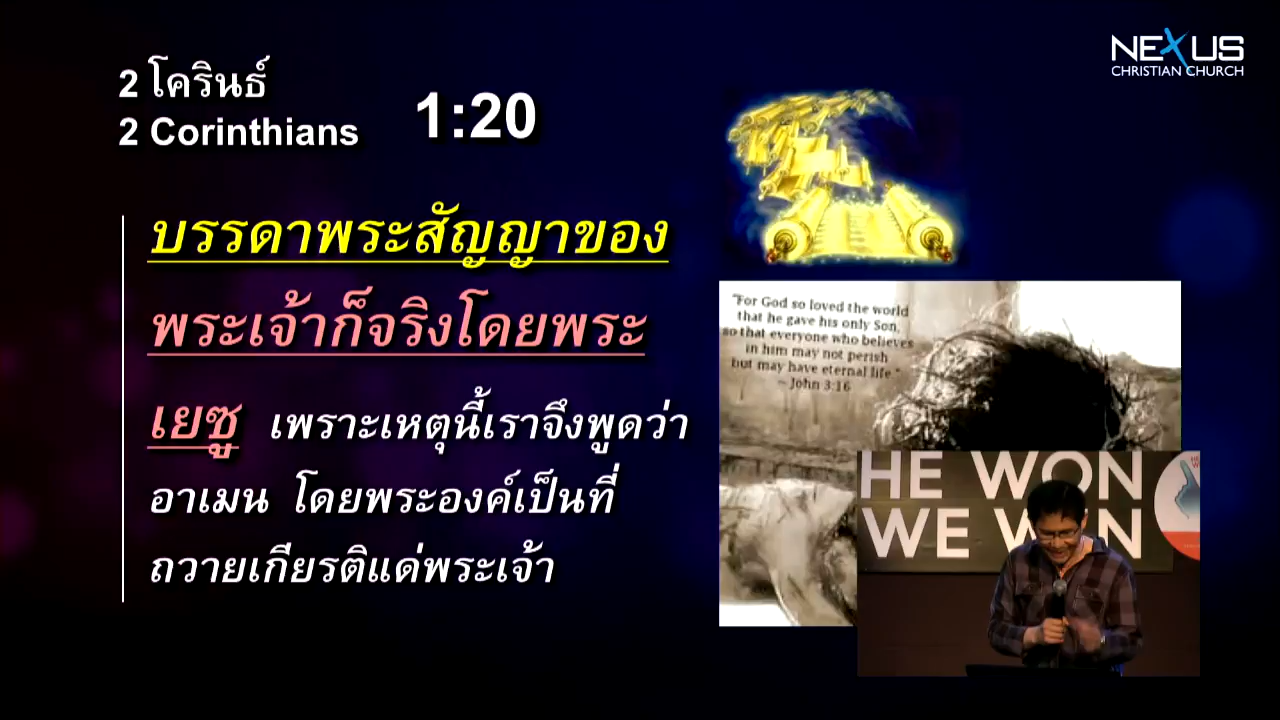 NEXUS
CHRISTIAN CHURCH
2 โครินธ์
2 Corinthians
1:20
บรรดาพระสัญญาของ
พระเจ้าก็จริงโดยพระ
เยซู เพราะเหตุนี้เราจึงพูดว่า
อาเมน โดยพระองค์เป็นที่
ถวายเกียรติแด่พระเจ้า
"For God so loved the world
that he gave his only Son,
so that everyone who believes
in him may not perish
but may have eternal life."
~ John 3:16
HE WON
WE W N